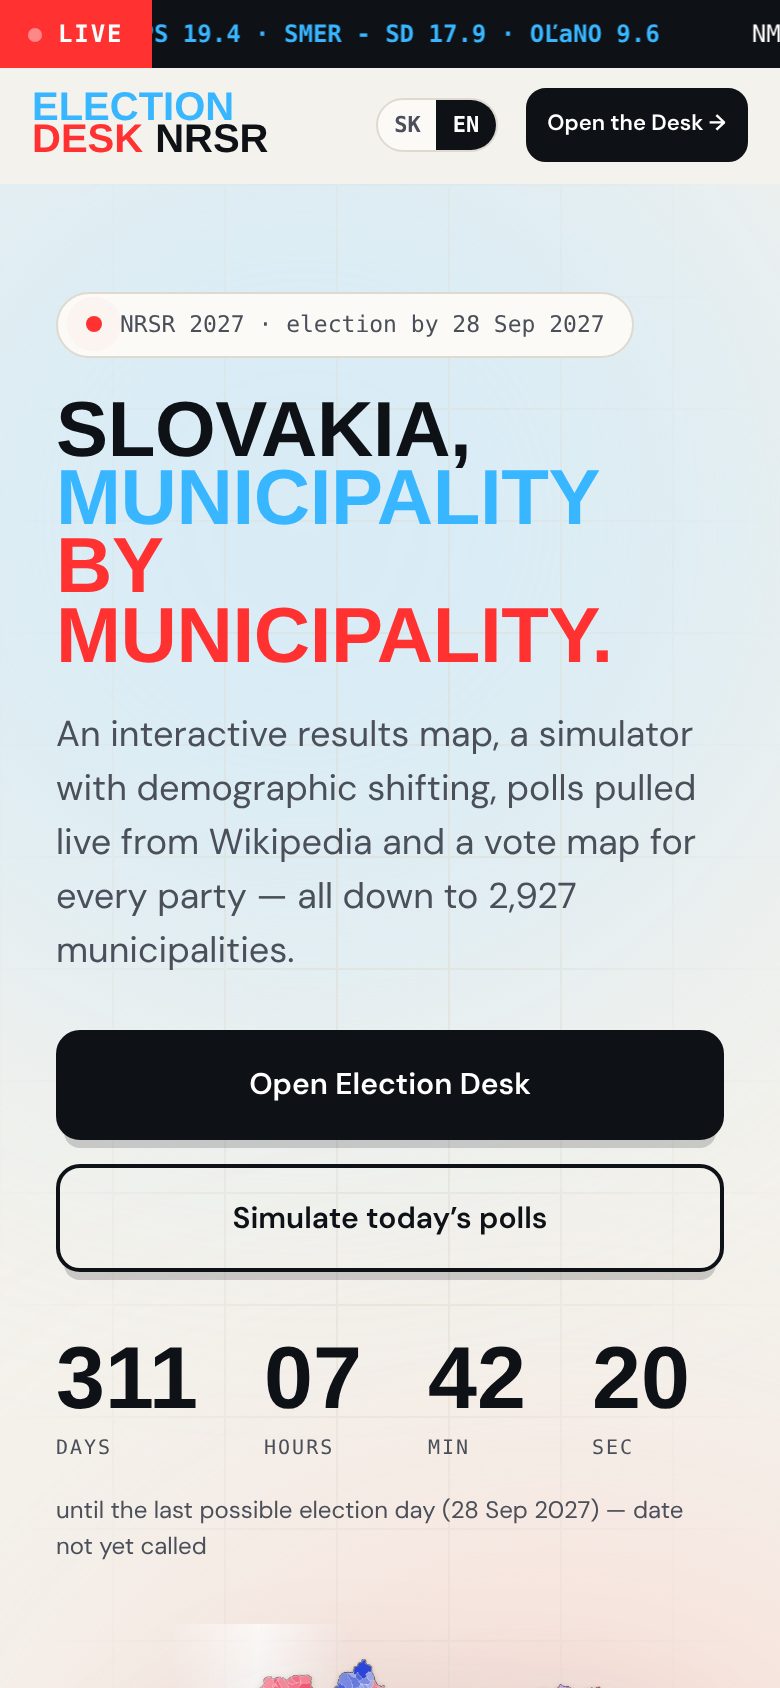 LIVE
PS 19.4 · SMER - SD 17.9 · OĽaNO 9.6
ELECTION
DESK NRSR
SK EN
Open the Desk →
NRSR 2027 · election by 28 Sep 2027
SLOVAKIA,
MUNICIPALITY
BY
MUNICIPALITY.
An interactive results map, a simulator
with demographic shifting, polls pulled
live from Wikipedia and a vote map for
every party — all down to 2,927
municipalities.
Open Election Desk
Simulate today’s polls
311 07 42 20
DAYS HOURS MIN SEC
until the last possible election day (28 Sep 2027) — date
not yet called